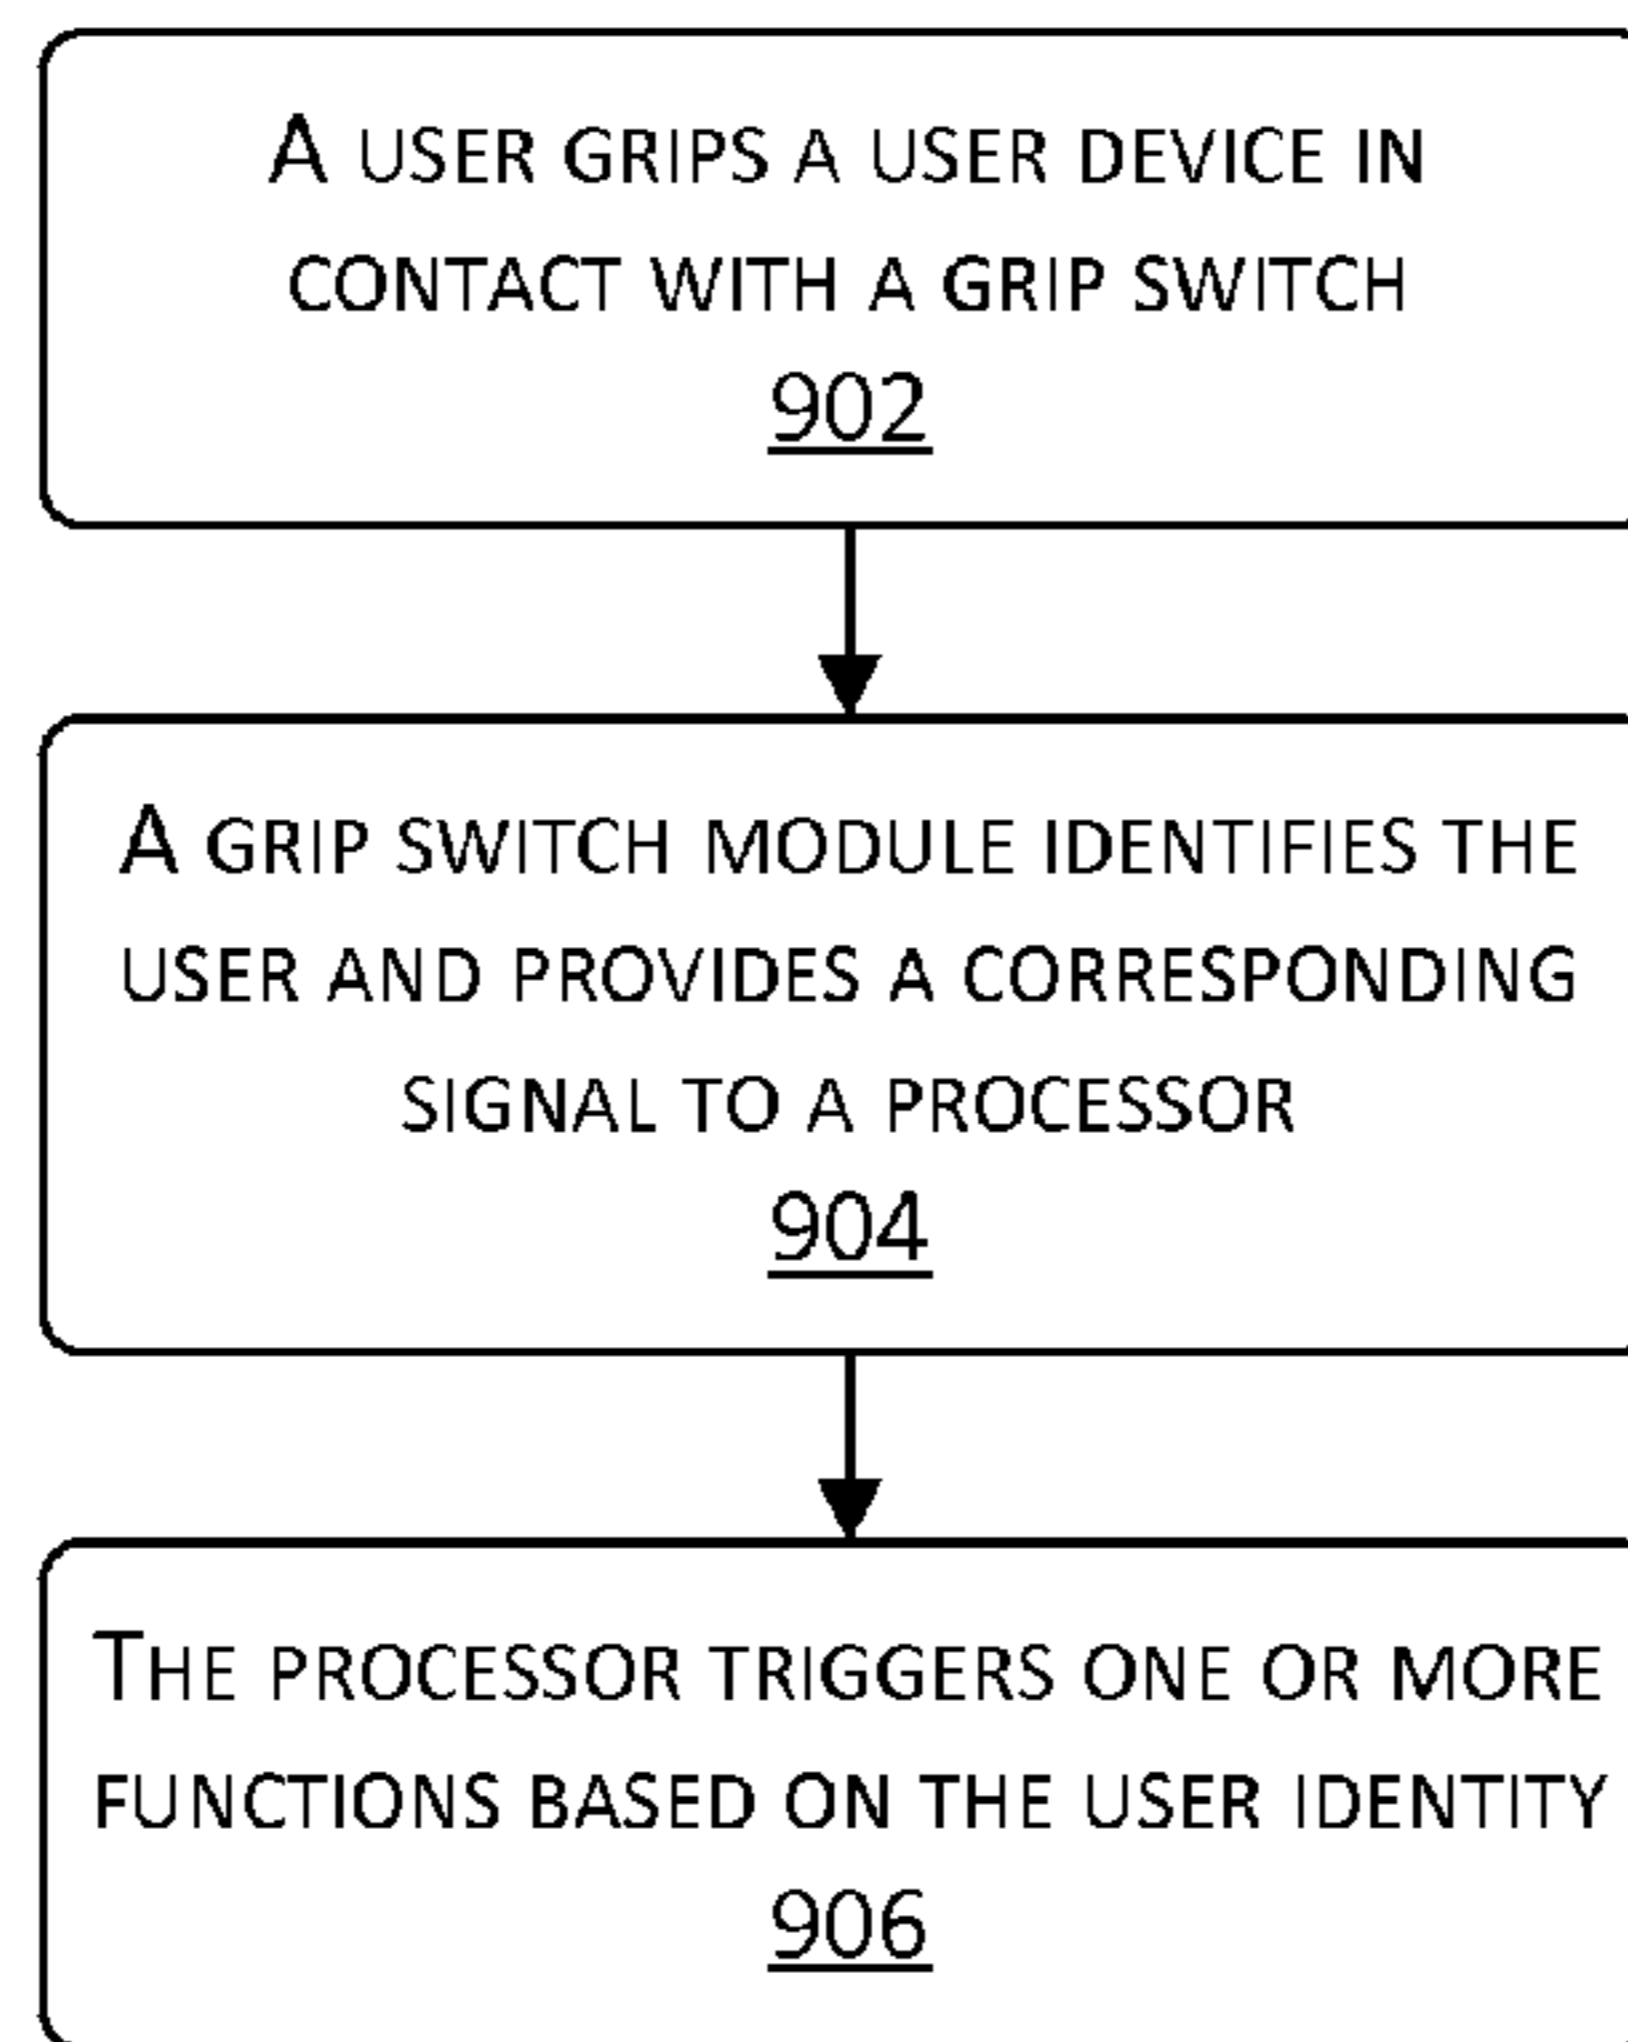 A USER GRIPS A USER DEVICE IN
CONTACT WITH A GRIP SWITCH
902
A GRIP SWITCH MODULE IDENTIFIES THE
USER AND PROVIDES A CORRESPONDING
SIGNAL TO A PROCESSOR
904
THE PROCESSOR TRIGGERS ONE OR MORE
FUNCTIONS BASED ON THE USER IDENTITY
906